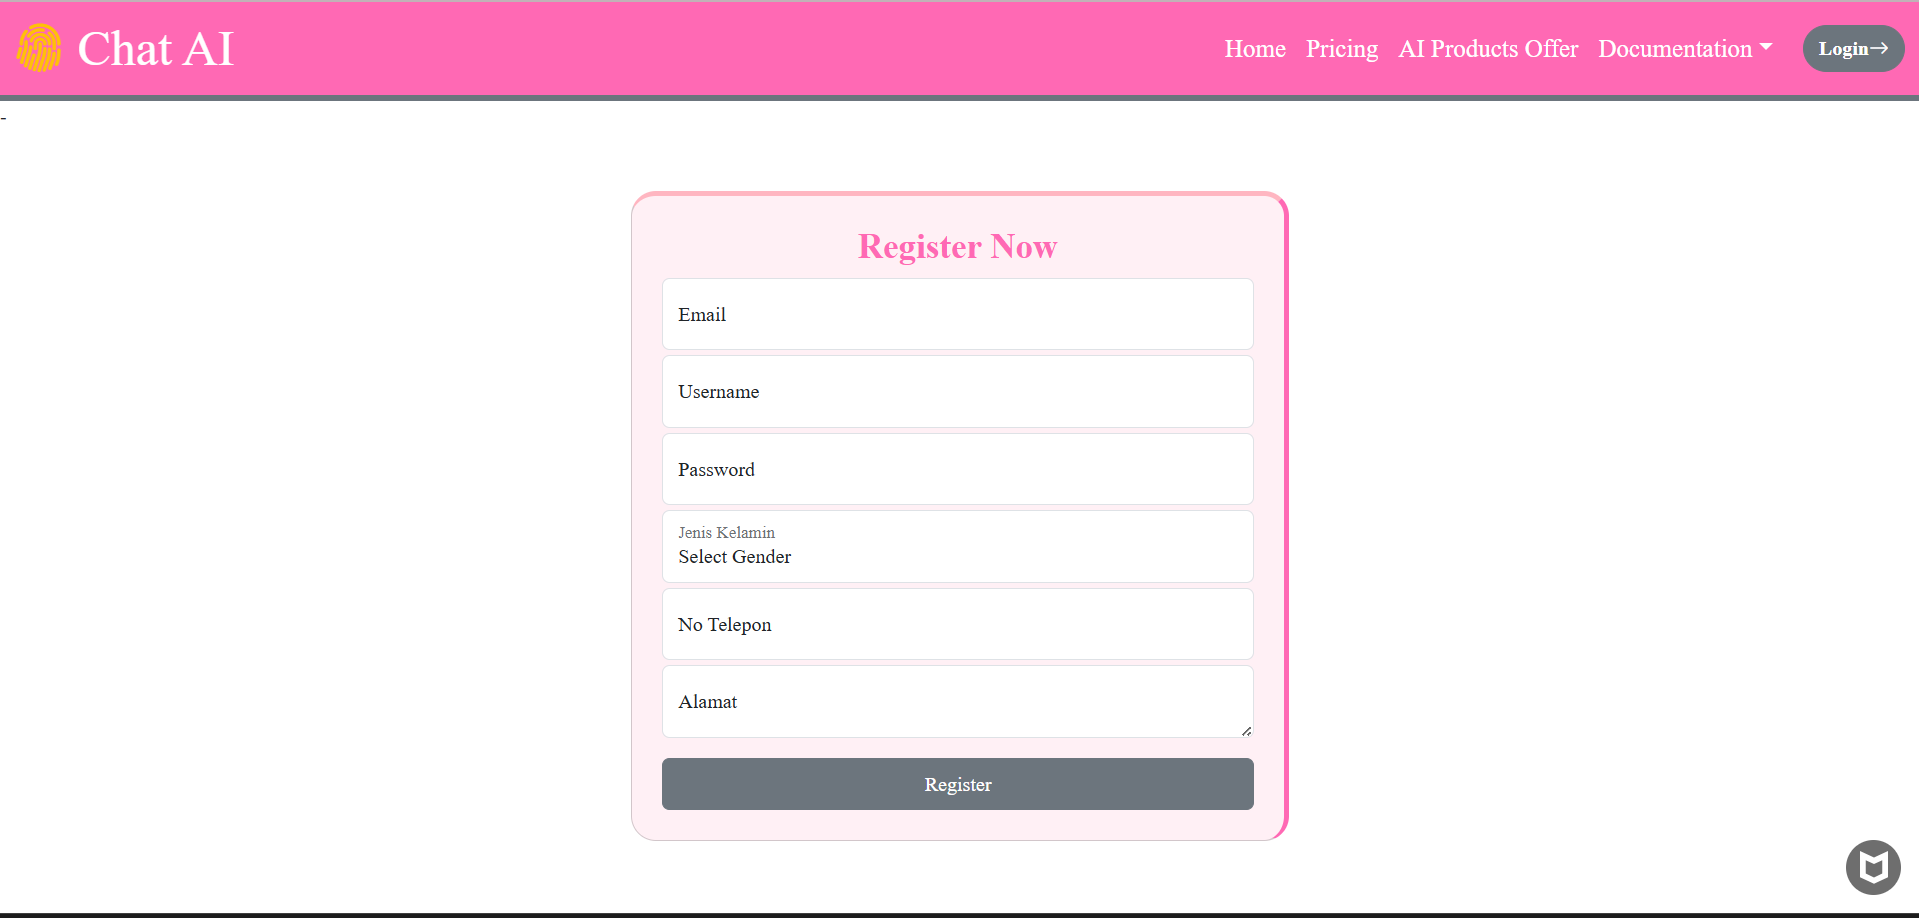 Chat AI
Home Pricing AI Products Offer Documentation Login→
-
Register Now
Email
Username
Password
Jenis Kelamin
Select Gender
No Telepon
Alamat
Register